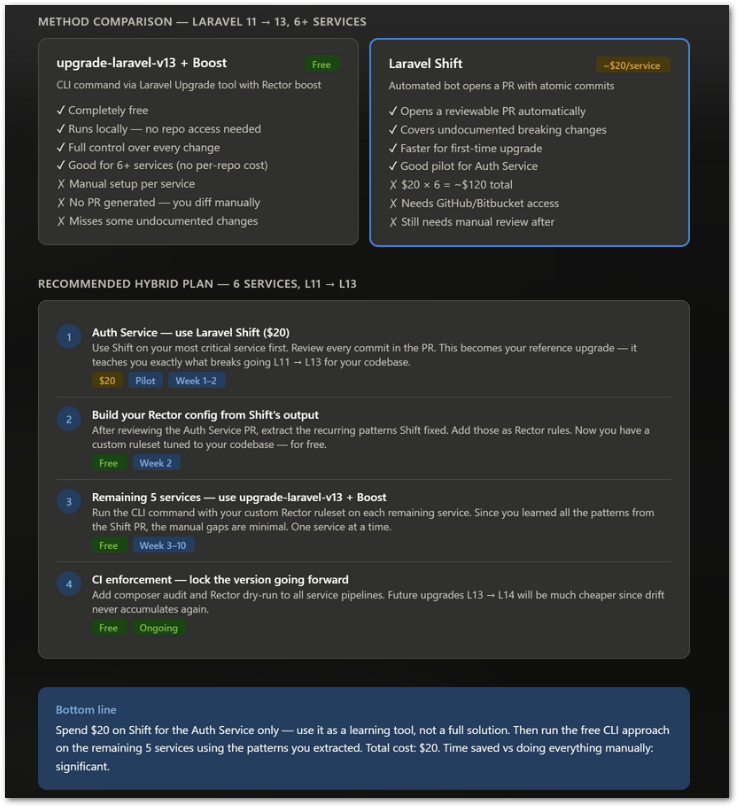 METHOD COMPARISON — LARAVEL 11 → 13, 6+ SERVICES
upgrade-laravel-v13 + Boost
Free
CLI command via Laravel Upgrade tool with Rector boost
✓ Completely free
✓ Runs locally — no repo access needed
✓ Full control over every change
✓ Good for 6+ services (no per-repo cost)
✗ Manual setup per service
✗ No PR generated — you diff manually
✗ Misses some undocumented changes
Laravel Shift
~$20/service
Automated bot opens a PR with atomic commits
✓ Opens a reviewable PR automatically
✓ Covers undocumented breaking changes
✓ Faster for first-time upgrade
✓ Good pilot for Auth Service
✗ $20 × 6 = ~$120 total
✗ Needs GitHub/Bitbucket access
✗ Still needs manual review after
RECOMMENDED HYBRID PLAN — 6 SERVICES, L11 → L13
1
Auth Service — use Laravel Shift ($20)
Use Shift on your most critical service first. Review every commit in the PR. This becomes your reference upgrade — it
teaches you exactly what breaks going L11 → L13 for your codebase.
$20 Pilot Week 1–2
2
Build your Rector config from Shift's output
After reviewing the Auth Service PR, extract the recurring patterns Shift fixed. Add those as Rector rules. Now you have a
custom ruleset tuned to your codebase — for free.
Free Week 2
3
Remaining 5 services — use upgrade-laravel-v13 + Boost
Run the CLI command with your custom Rector ruleset on each remaining service. Since you learned all the patterns from
the Shift PR, the manual gaps are minimal. One service at a time.
Free Week 3–10
4
CI enforcement — lock the version going forward
Add composer audit and Rector dry-run to all service pipelines. Future upgrades L13 → L14 will be much cheaper since drift
never accumulates again.
Free Ongoing
Bottom line
Spend $20 on Shift for the Auth Service only — use it as a learning tool, not a full solution. Then run the free CLI approach
on the remaining 5 services using the patterns you extracted. Total cost: $20. Time saved vs doing everything manually:
significant.